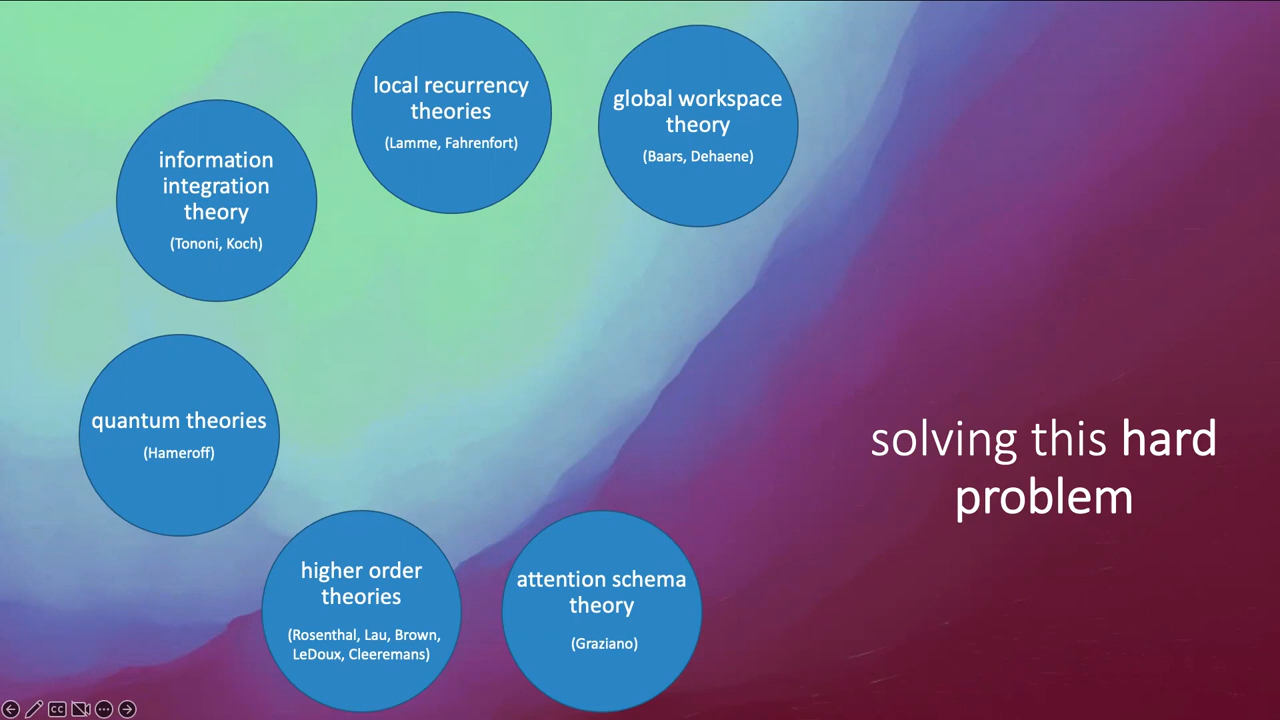 local recurrency
theories
(Lamme, Fahrenfort)
global workspace
theory
(Baars, Dehaene)
information
integration
theory
(Tononi, Koch)
quantum theories
(Hameroff)
solving this hard
problem
higher order
theories
(Rosenthal, Lau, Brown,
LeDoux, Cleeremans)
attention schema
theory
(Graziano)
CC